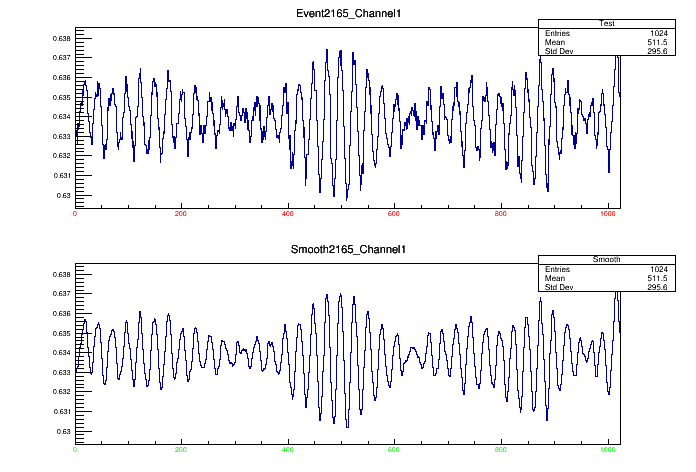 Event2165_Channel1
Test
Entries 1024
Mean 511.5
Std Dev 295.6
0.638
0.637
0.636
0.635
0.634
0.633
0.632
0.631
0.63
0 200 400 600 800 1000
Smooth2165_Channel1
Smooth
Entries 1024
Mean 511.5
Std Dev 295.6
0.638
0.637
0.636
0.635
0.634
0.633
0.632
0.631
0.63
0 200 400 600 800 1000